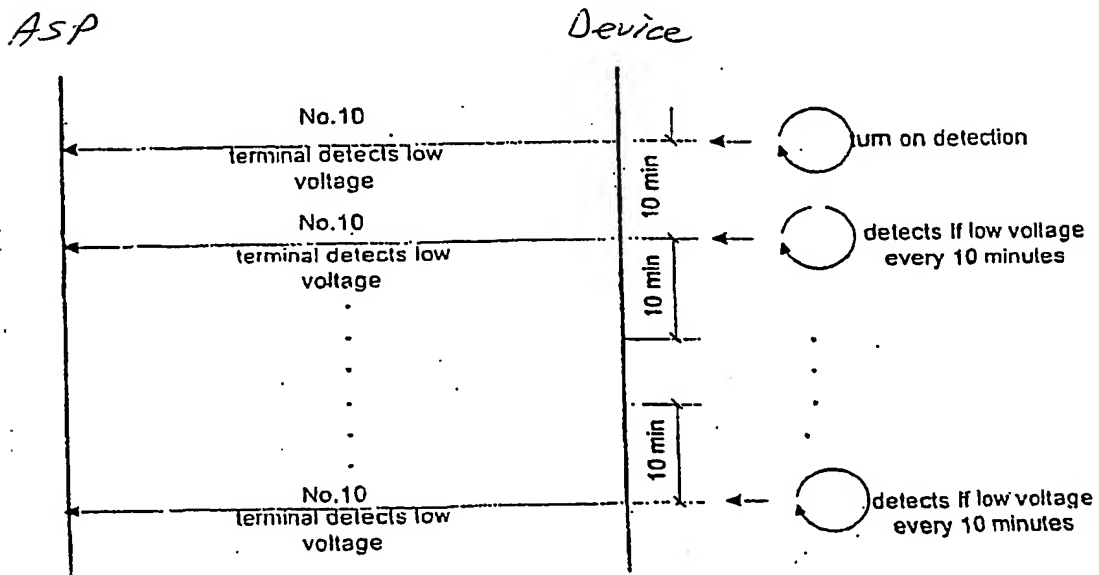 ASP
Device
No.10
terminal detects low
voltage
turn on detection
10 min
No.10
terminal detects low
voltage
detects if low voltage
every 10 minutes
10 min
10 min
No.10
terminal detects low
voltage
detects if low voltage
every 10 minutes